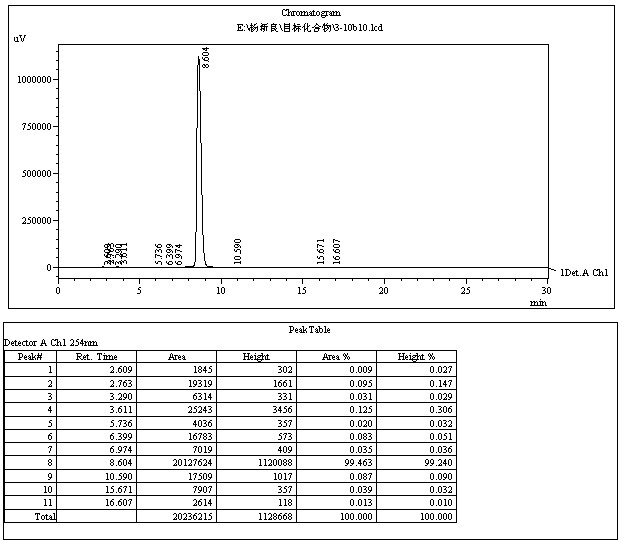 Chromatogram
E:\杨新良\目标化合物\3-10b10.lcd
uV
1000000
750000
500000
250000
0
8.604
2.609
2.763
3.290
3.611
5.736
6.399
6.974
10.590
15.671
16.607
1Det.A Ch1
0 5 10 15 20 25 30
min
Peak Table
Detector A Ch1 254nm
Peak# Ret. Time Area Height Area % Height %
1 2.609 1845 302 0.009 0.027
2 2.763 19319 1661 0.095 0.147
3 3.290 6314 331 0.031 0.029
4 3.611 25243 3456 0.125 0.306
5 5.736 4036 357 0.020 0.032
6 6.399 16783 573 0.083 0.051
7 6.974 7019 409 0.035 0.036
8 8.604 20127624 1120088 99.463 99.240
9 10.590 17509 1017 0.087 0.090
10 15.671 7907 357 0.039 0.032
11 16.607 2614 118 0.013 0.010
Total 20236215 1128668 100.000 100.000